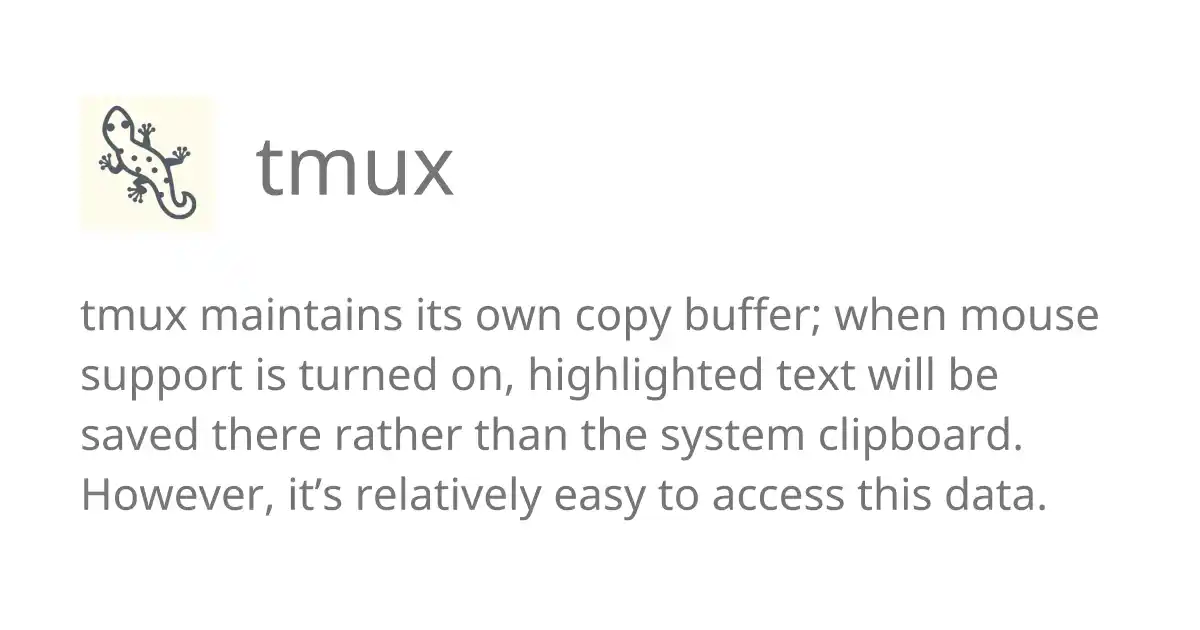 tmux
tmux maintains its own copy buffer; when mouse
support is turned on, highlighted text will be
saved there rather than the system clipboard.
However, it’s relatively easy to access this data.